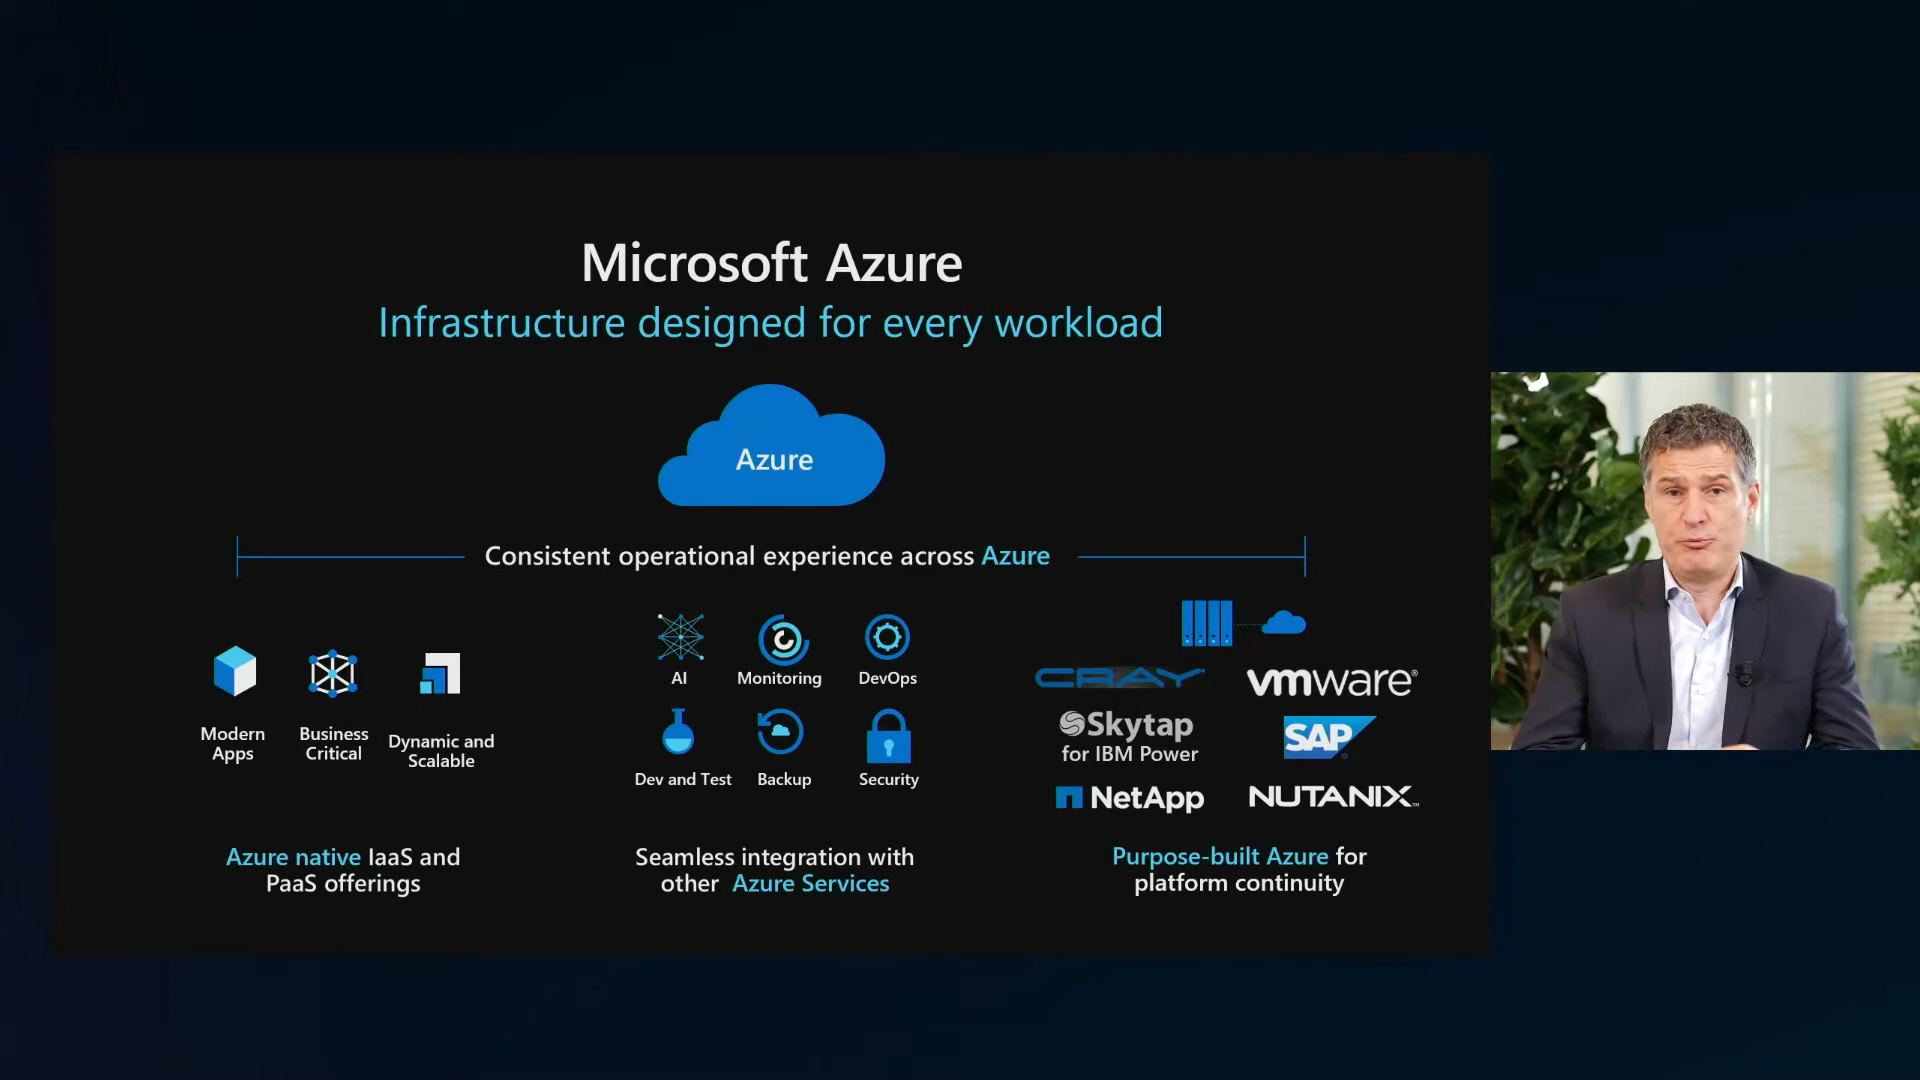 Microsoft Azure
Infrastructure designed for every workload
Azure
Consistent operational experience across Azure
Modern
Apps
Business
Critical
Dynamic and
Scalable
Azure native IaaS and
PaaS offerings
AI
Monitoring
DevOps
Dev and Test
Backup
Security
Seamless integration with
other Azure Services
CRAY
vmware®
Skytap
for IBM Power
SAP
NetApp
NUTANIX™
Purpose-built Azure for
platform continuity